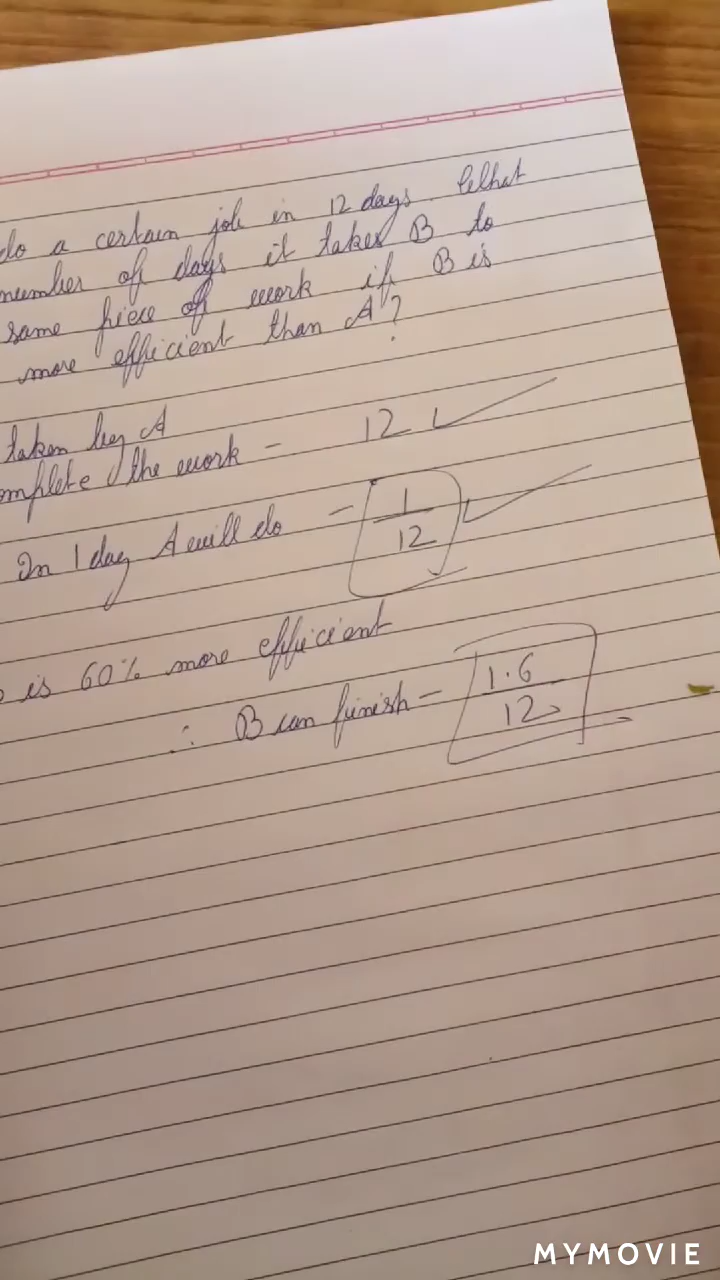 do a certain job in 12 days. What
number of days it takes B to
same piece of work if B is
more efficient than A?
taken by A
omplete the work - 12
In 1 day A will do - 1/12
is 60% more efficient
∴ B can finish - 1.6/12
MYMOVIE